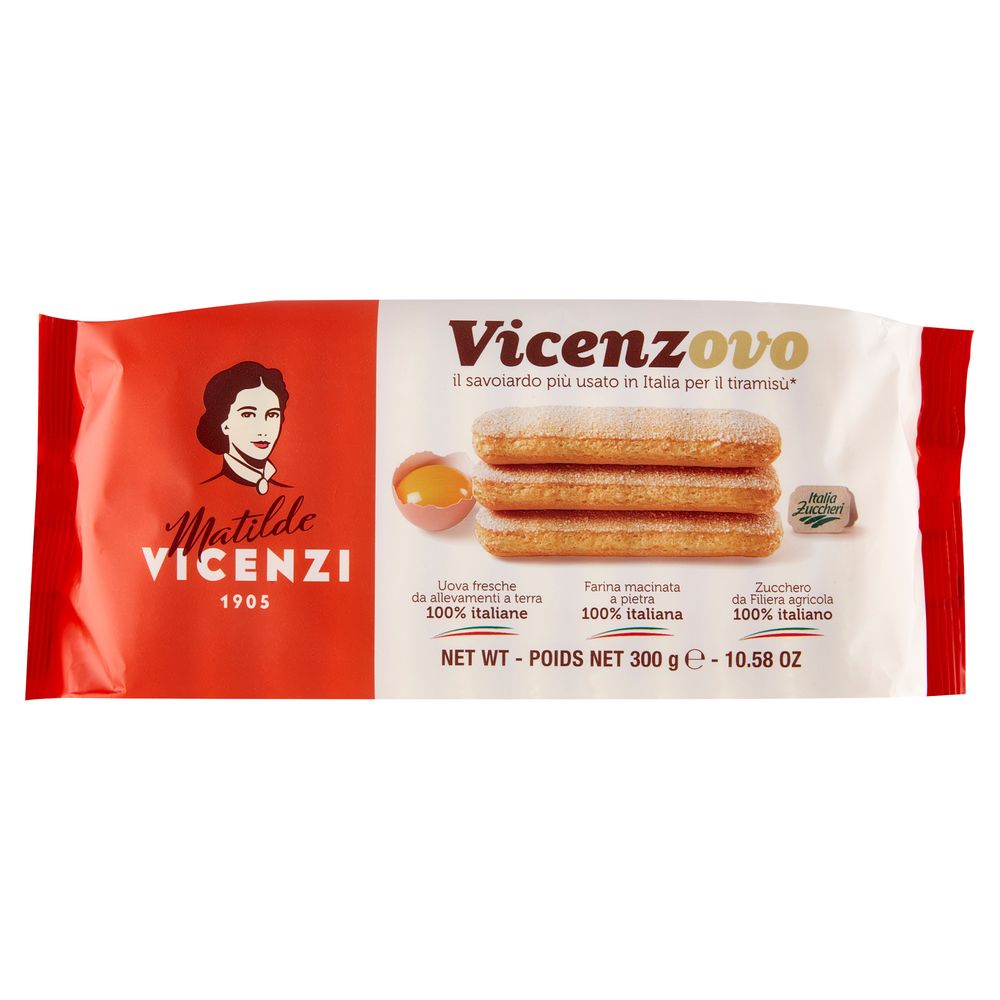 Matilde
VICENZI
1905
Vicenzovo
il savoiardo più usato in Italia per il tiramisù*
Italia
Zuccheri
Uova fresche
da allevamenti a terra
100% italiane
Farina macinata
a pietra
100% italiana
Zucchero
da Filiera agricola
100% italiano
NET WT - POIDS NET 300 g ℮ - 10.58 OZ